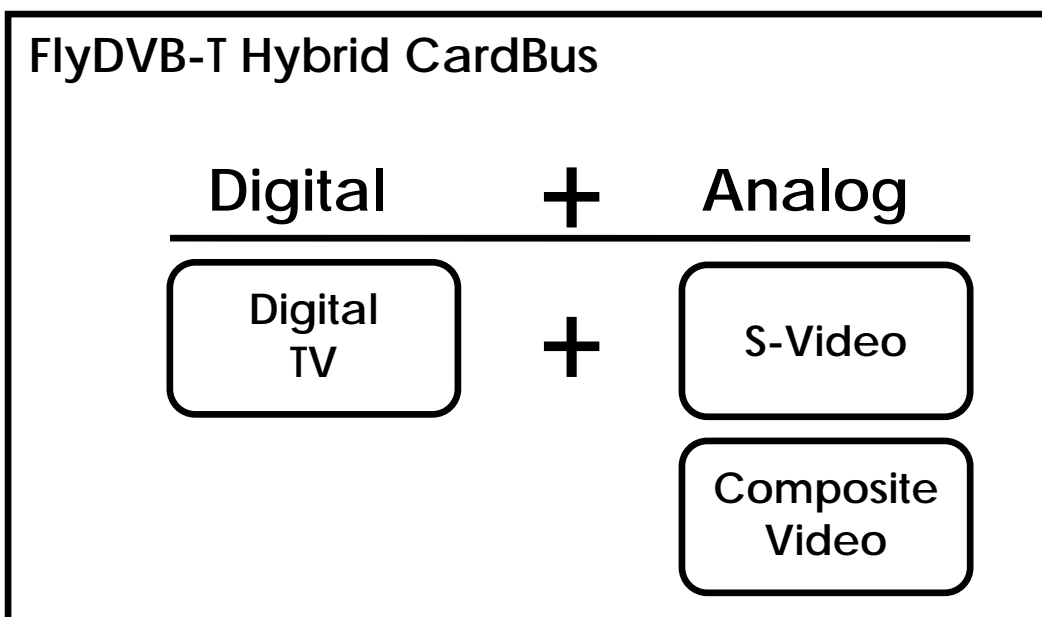 FlyDVB-T Hybrid CardBus
Digital + Analog
Digital
TV
+
S-Video
Composite
Video